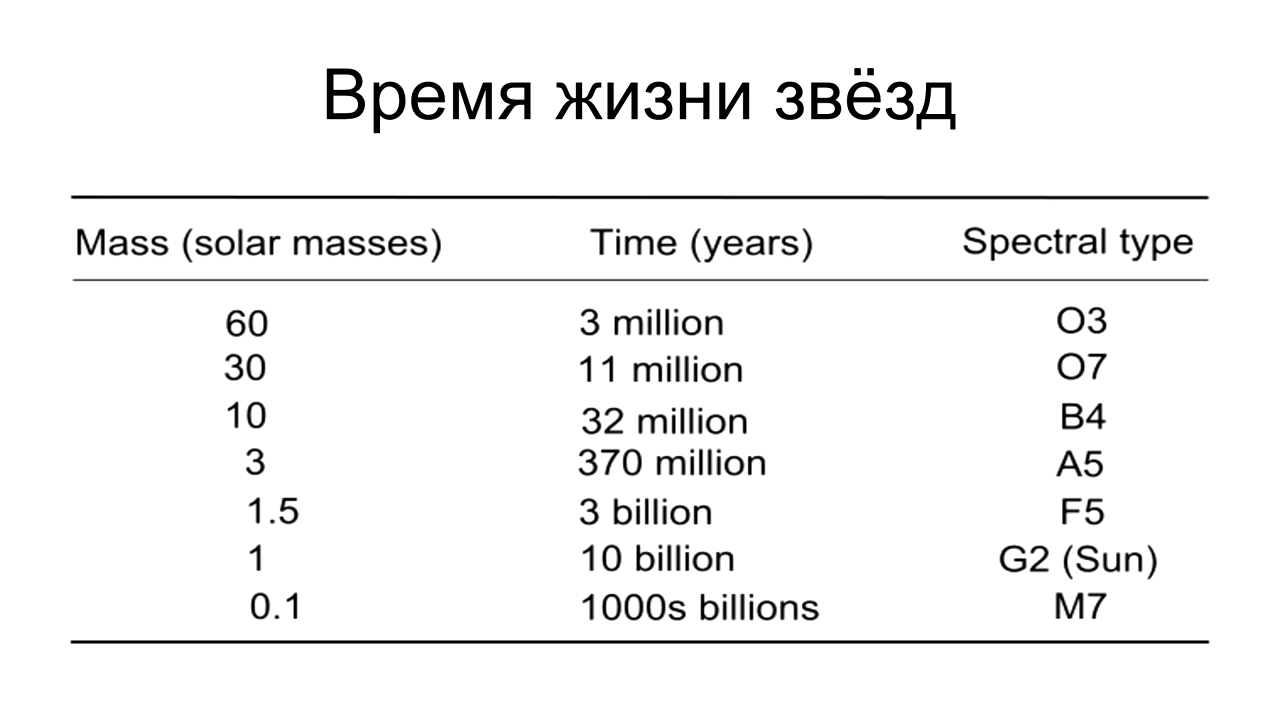 Время жизни звёзд
Mass (solar masses) Time (years) Spectral type
60 3 million O3
30 11 million O7
10 32 million B4
3 370 million A5
1.5 3 billion F5
1 10 billion G2 (Sun)
0.1 1000s billions M7